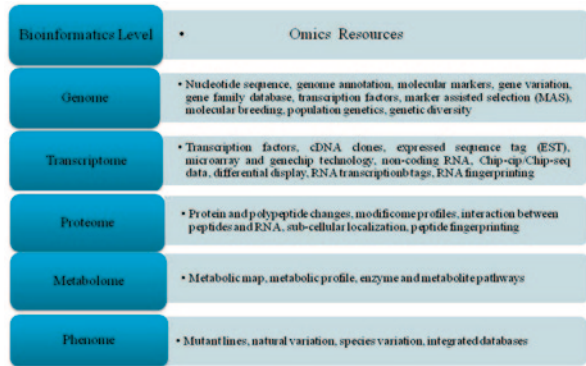 Bioinformatics Level
• Omics Resources
Genome
• Nucleotide sequence, genome annotation, molecular markers, gene variation,
gene family database, transcription factors, marker assisted selection (MAS),
molecular breeding, population genetics, genetic diversity
Transcriptome
• Transcription factors, cDNA clones, expressed sequence tag (EST),
microarray and genechip technology, non-coding RNA, Chip-cip/Chip-seq
data, differential display, RNA transcriptionb tags, RNA fingerprinting
Proteome
• Protein and polypeptide changes, modificome profiles, interaction between
peptides and RNA, sub-cellular localization, peptide fingerprinting
Metabolome
• Metabolic map, metabolic profile, enzyme and metabolite pathways
Phenome
• Mutant lines, natural variation, species variation, integrated databases